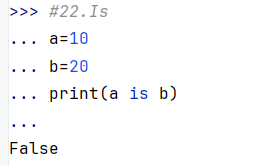 >>> #22.Is
... a=10
... b=20
... print(a is b)
...
False